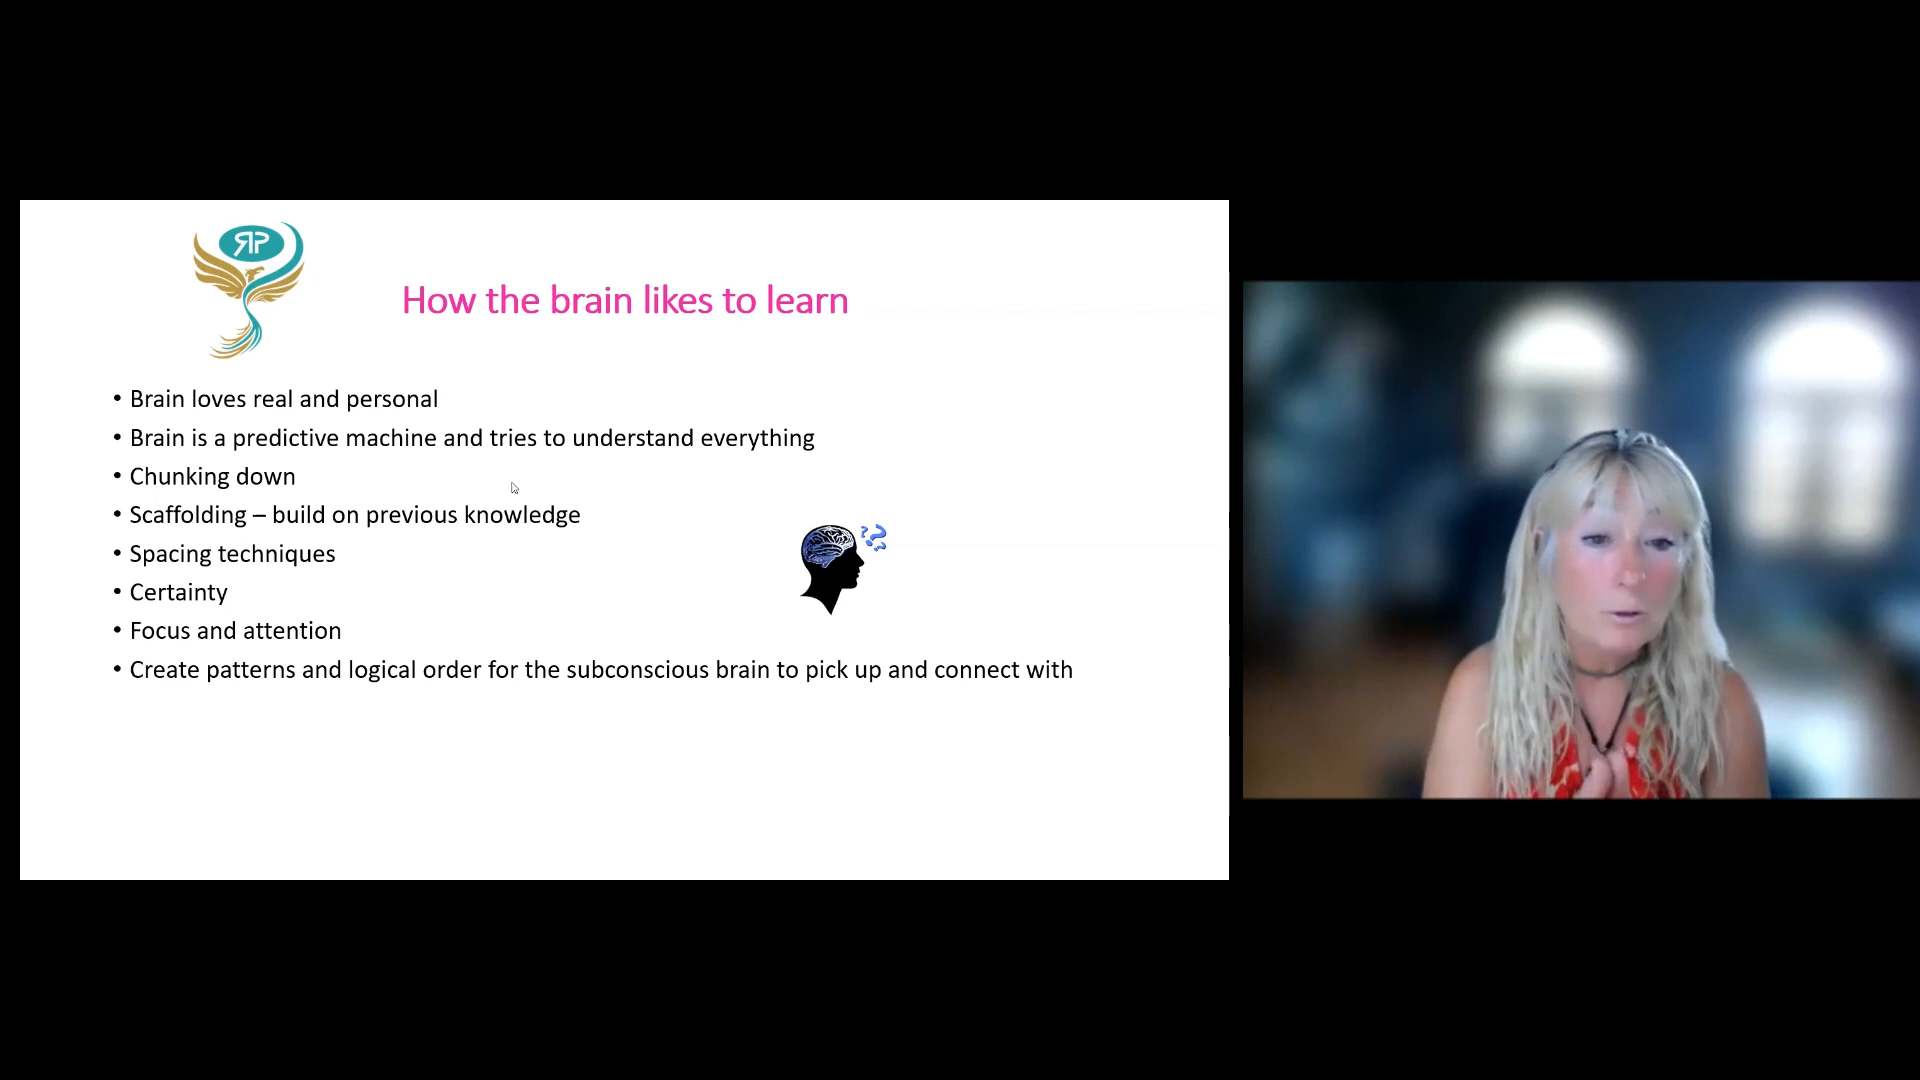 ЯP
How the brain likes to learn
• Brain loves real and personal
• Brain is a predictive machine and tries to understand everything
• Chunking down
• Scaffolding – build on previous knowledge
• Spacing techniques
• Certainty
• Focus and attention
• Create patterns and logical order for the subconscious brain to pick up and connect with